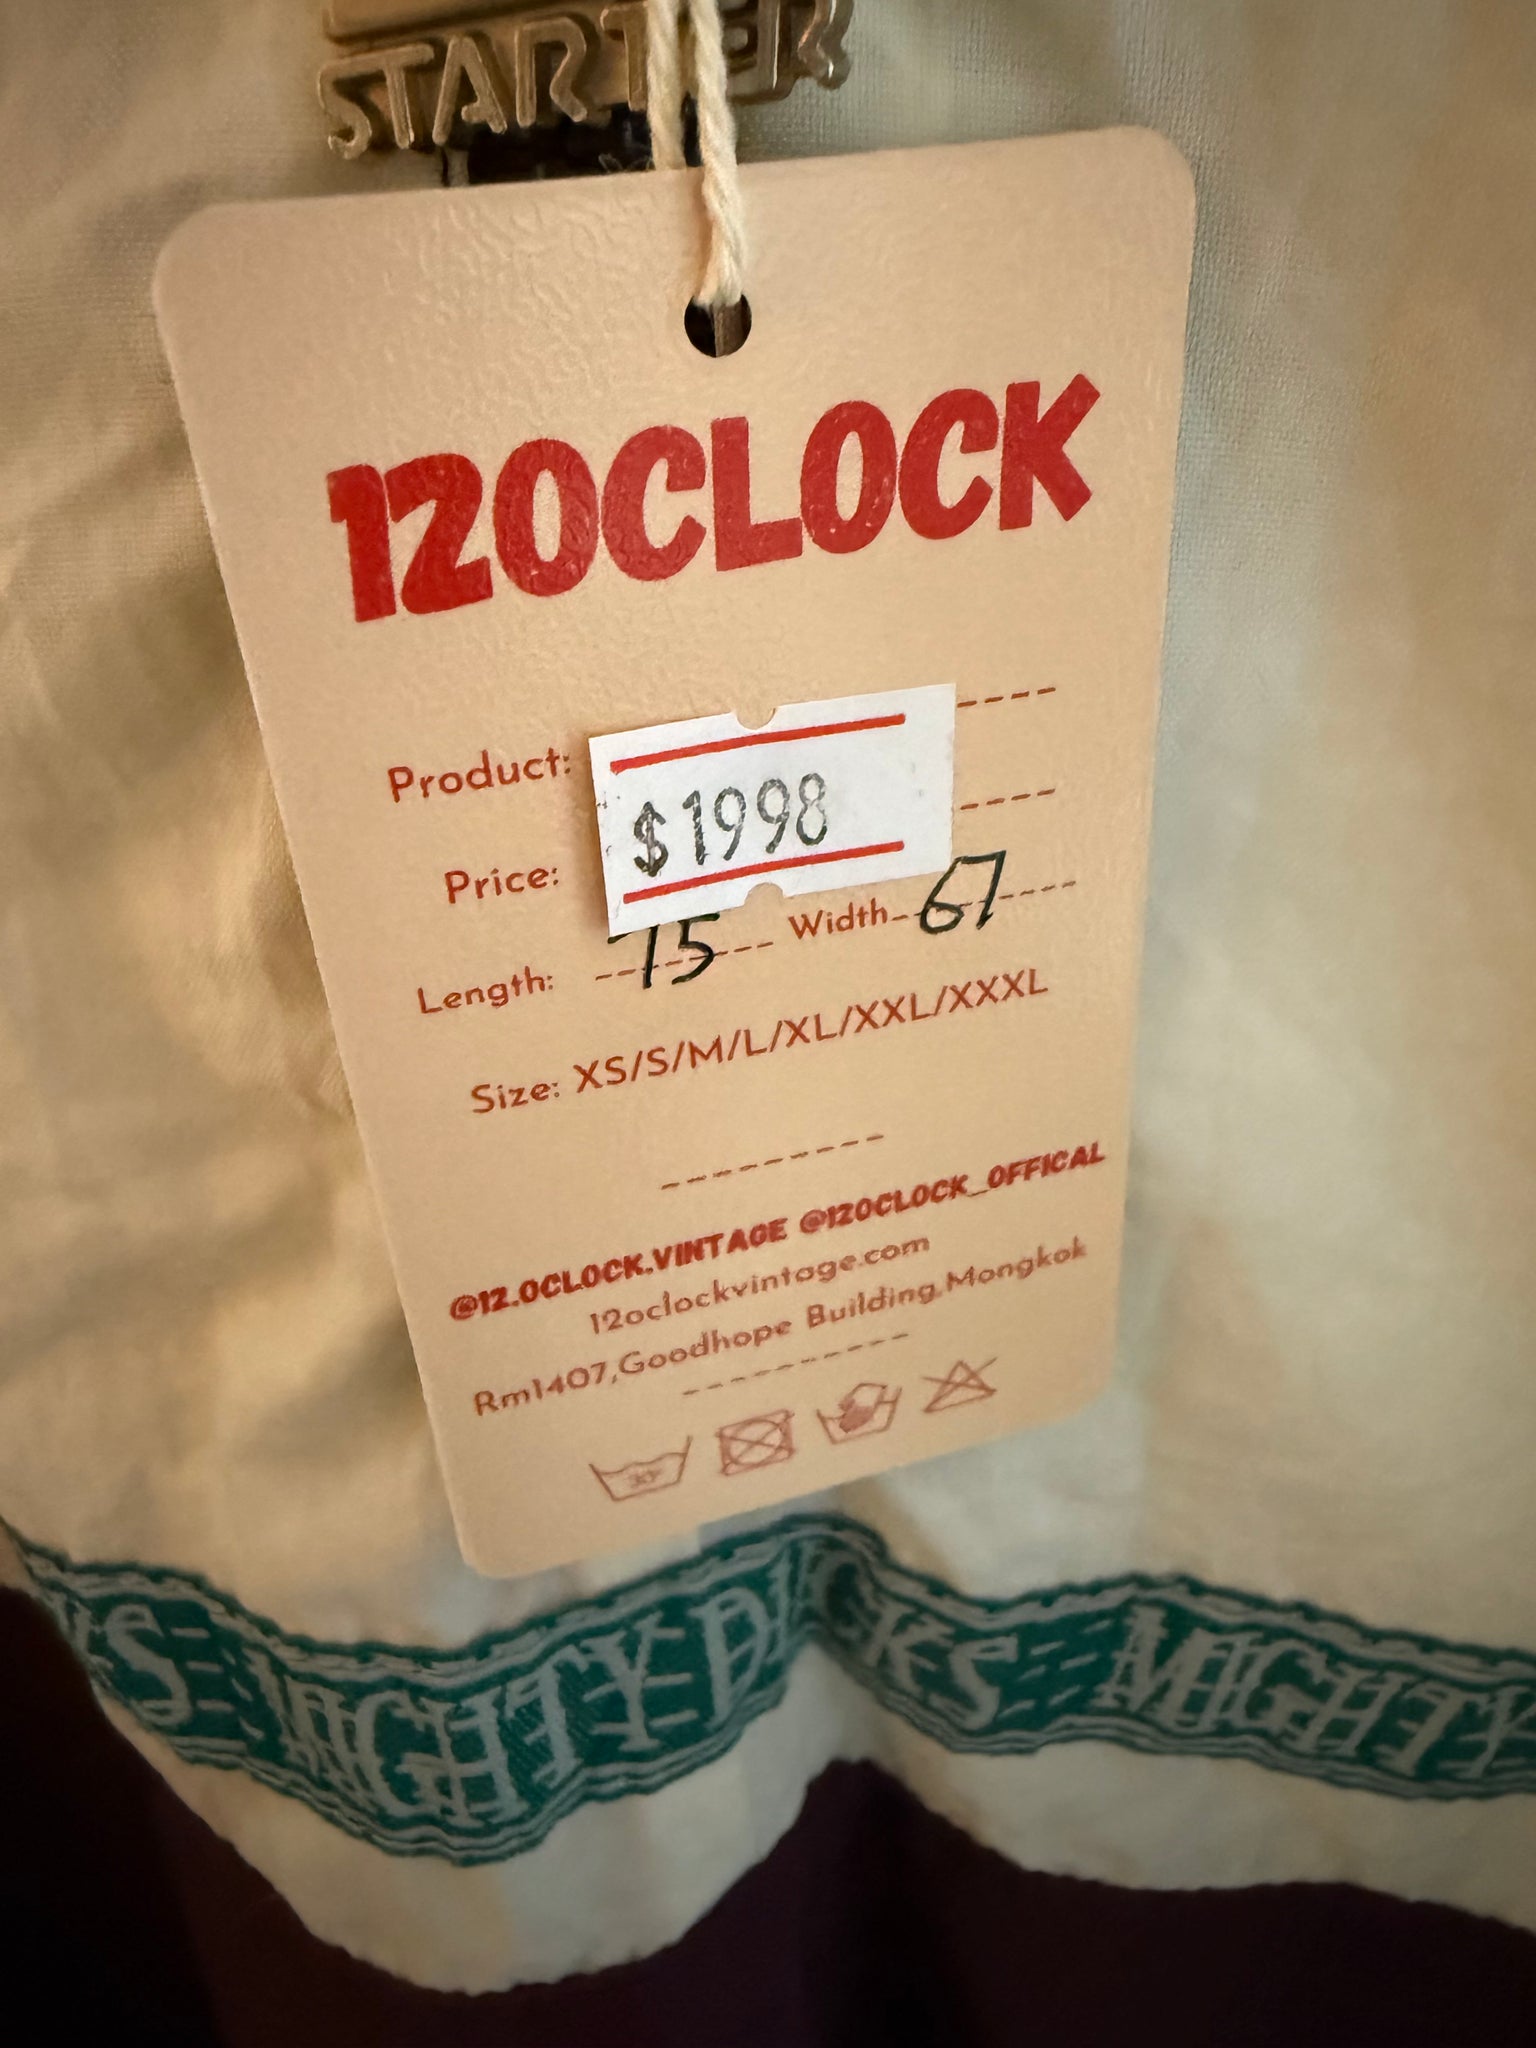 STARTER
12OCLOCK
Product:
Price: $1998
Length: 75 Width 67
Size: XS/S/M/L/XL/XXL/XXXL
@12.OCLOCK.VINTAGE @12OCLOCK_OFFICAL
12oclockvintage.com
Rm1407,Goodhope Building,Mongkok
MIGHTY DUCKS MIGHTY